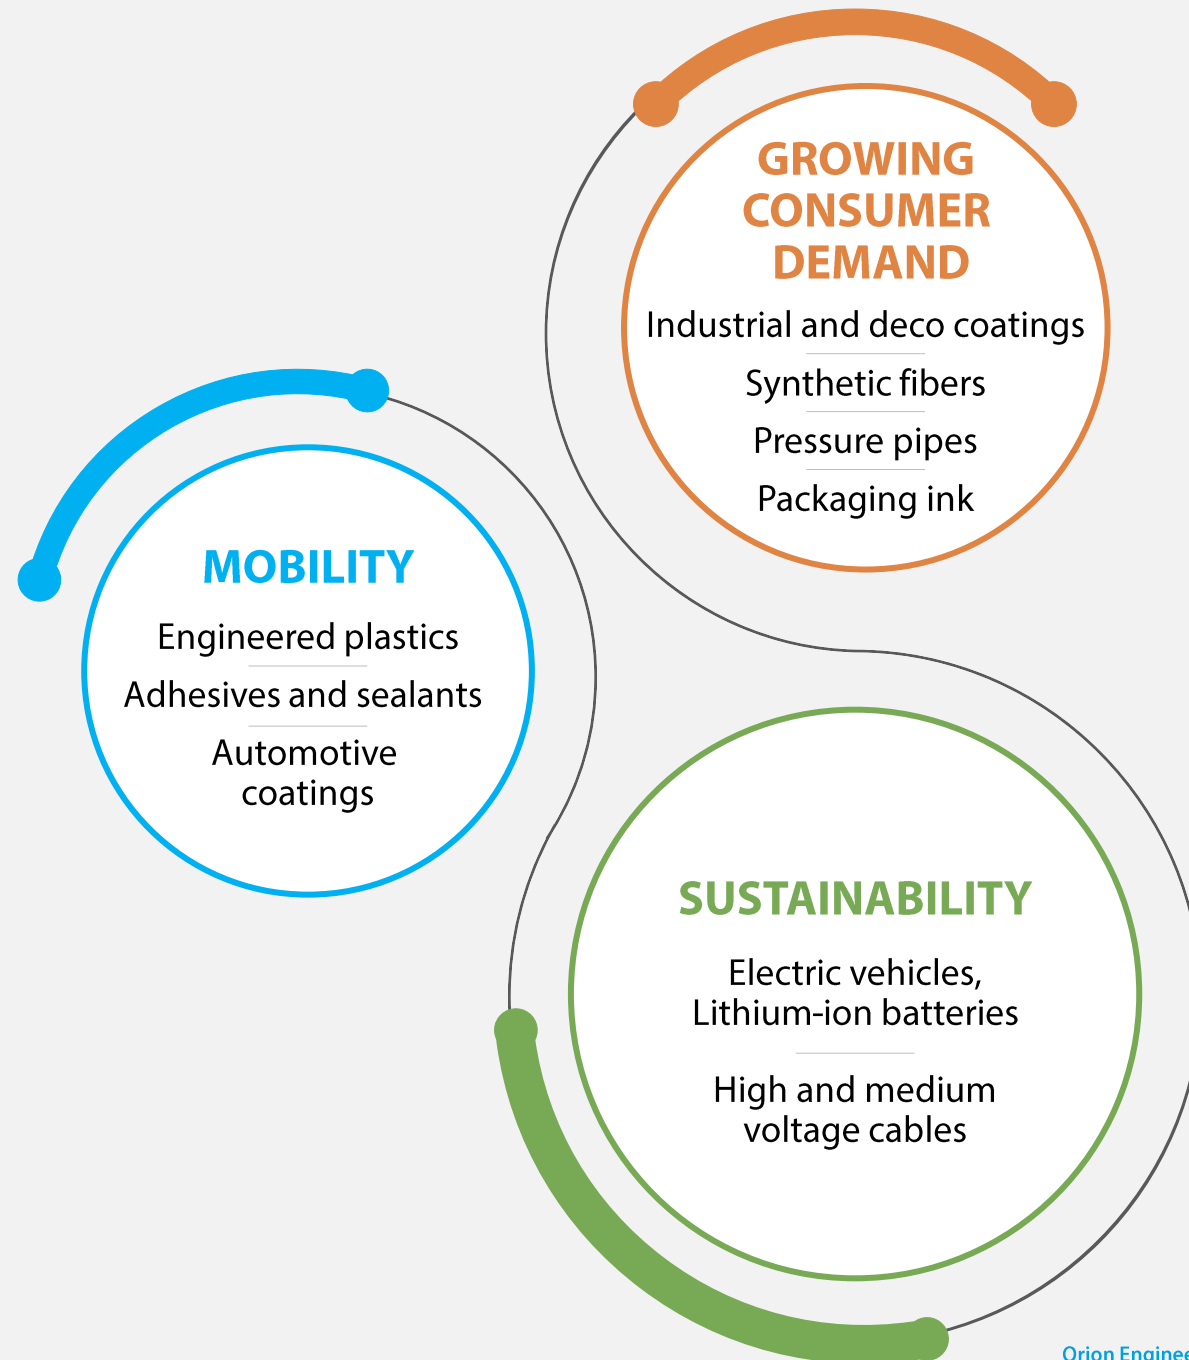 GROWING
CONSUMER
DEMAND
Industrial and deco coatings
Synthetic fibers
Pressure pipes
Packaging ink
MOBILITY
Engineered plastics
Adhesives and sealants
Automotive
coatings
SUSTAINABILITY
Electric vehicles,
Lithium-ion batteries
High and medium
voltage cables
Orion